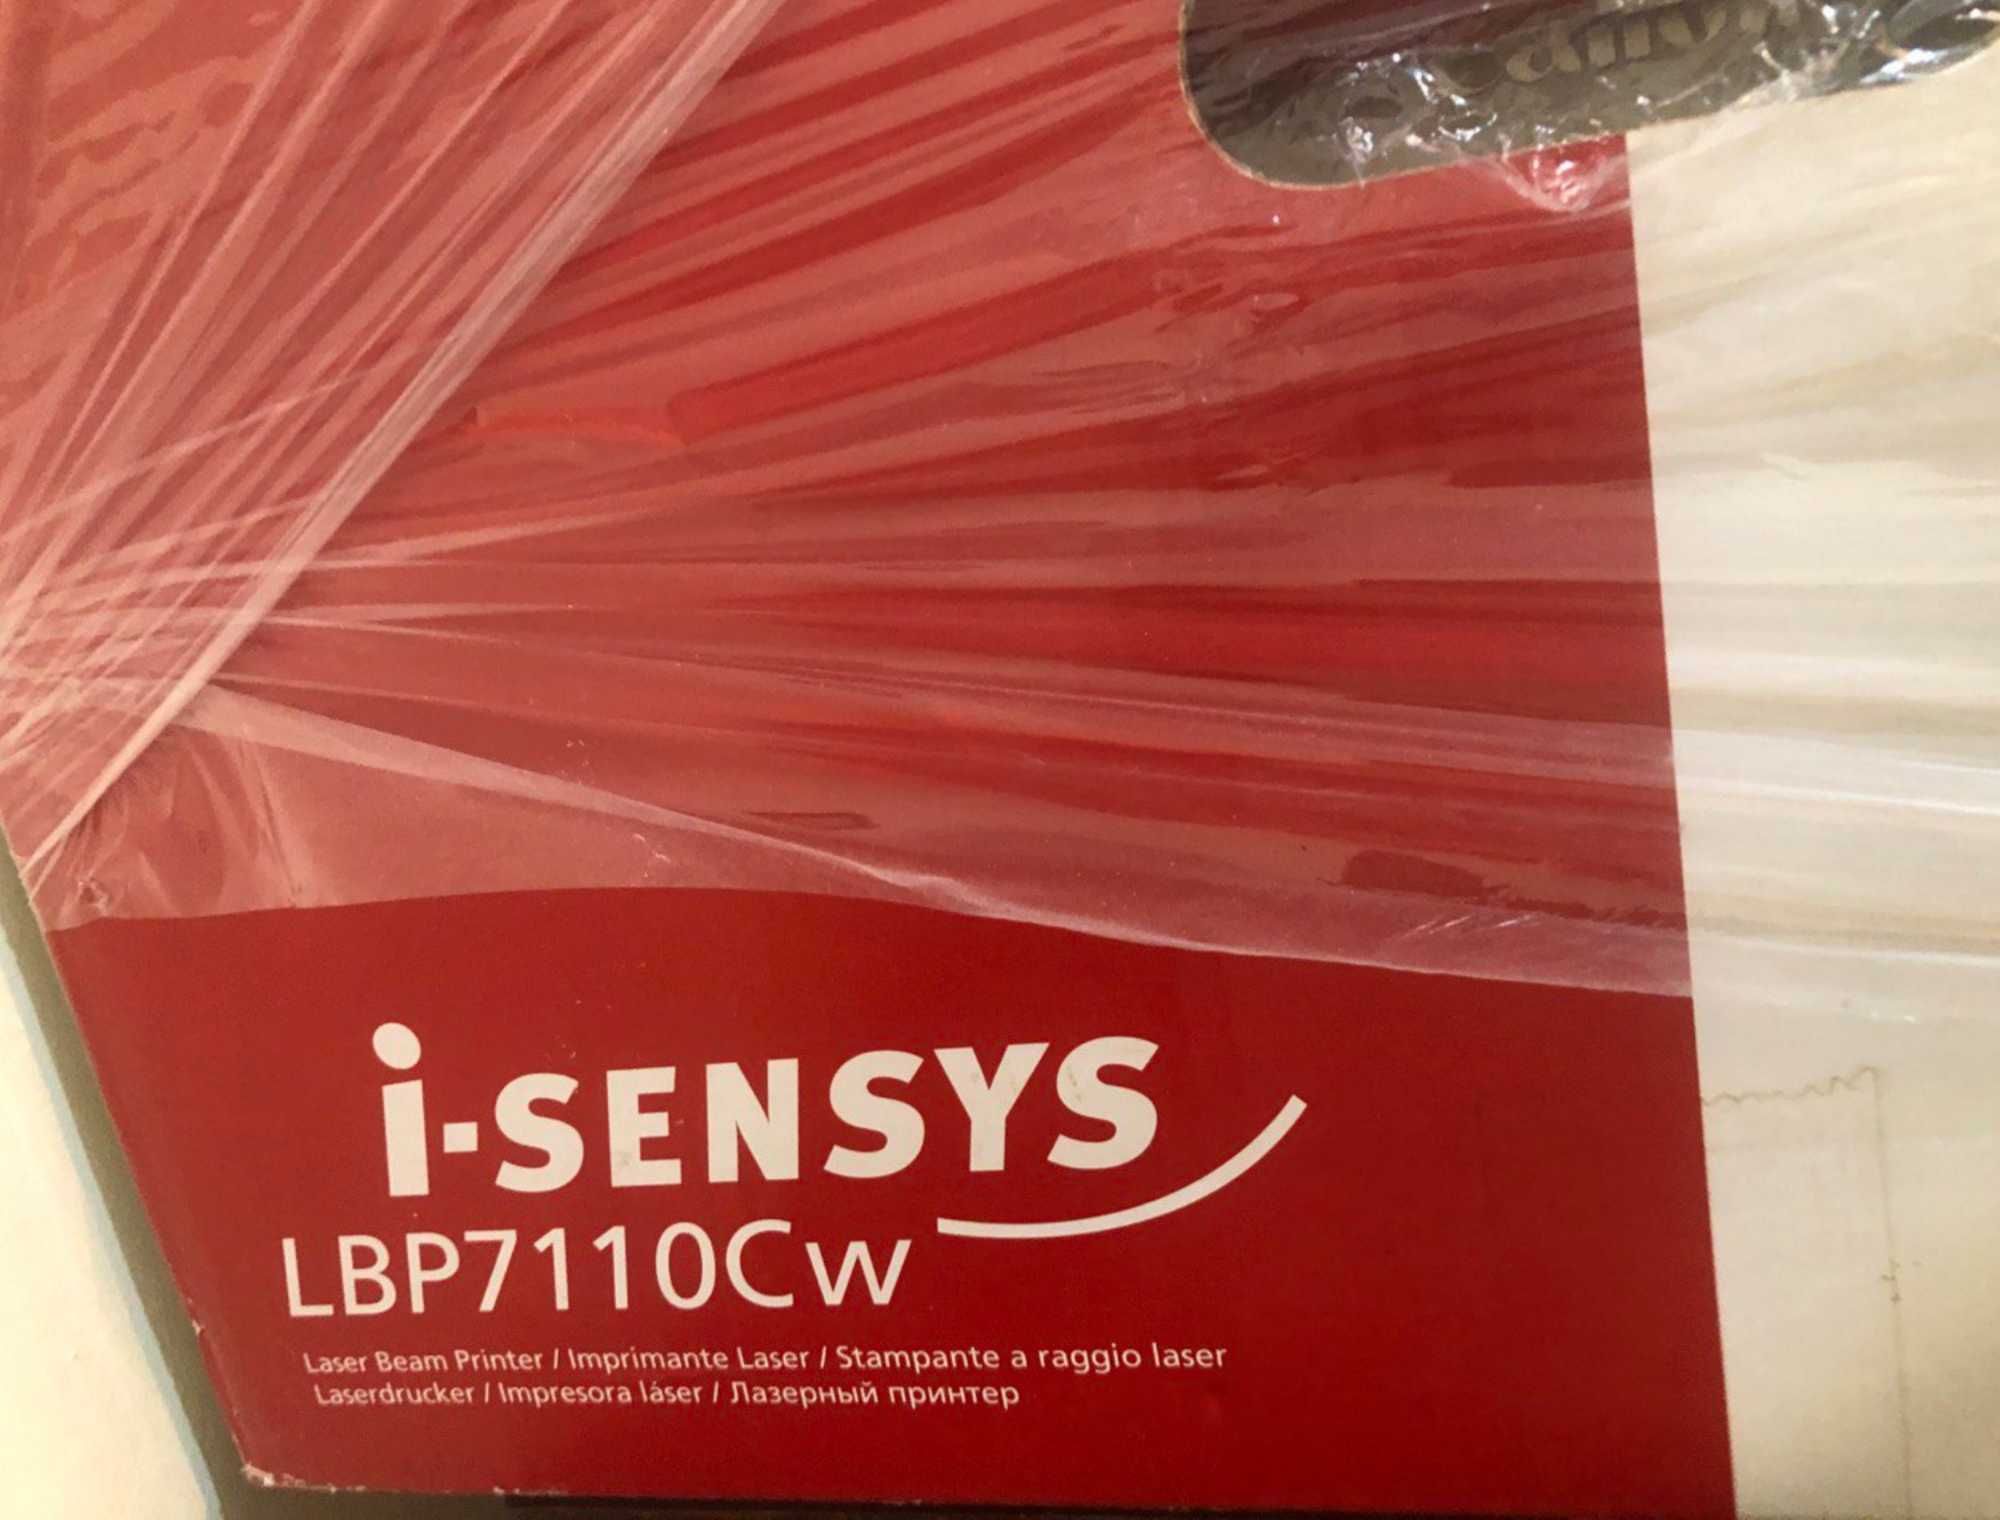 i-SENSYS
LBP7110Cw
Laser Beam Printer / Imprimante Laser / Stampante a raggio laser
Laserdrucker / Impresora láser / Лазерный принтер